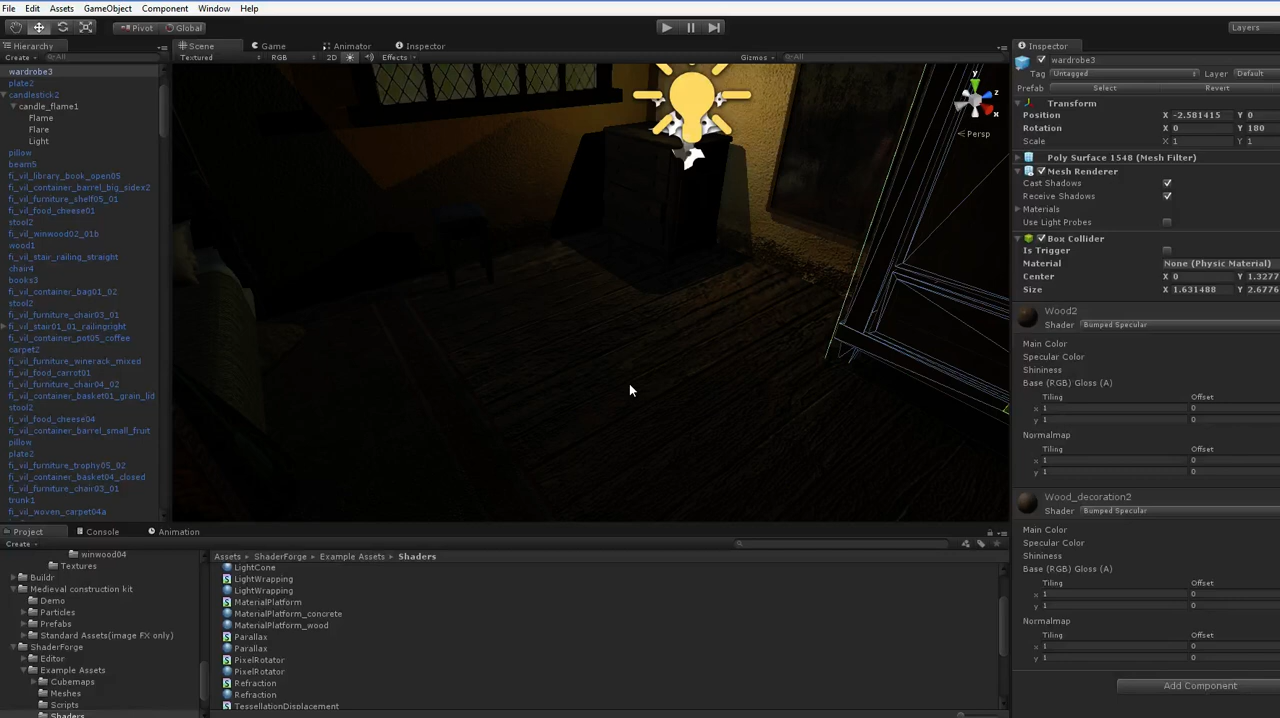 File Edit Assets GameObject Component Window Help
Pivot Global Layers
Hierarchy Scene Game Animator Inspector Inspector
Create All Textured RGB 2D Effects Gizmos All
wardrobe3
plate2
candlestick2
candle_flame1
Flame
Flare
Light
pillow
beam5
fi_vil_library_book_open05
fi_vil_container_barrel_big_sidex2
fi_vil_furniture_shelf05_01
fi_vil_food_cheese01
stool2
fi_vil_winwood02_01b
wood1
fi_vil_stair_railing_straight
chair4
books3
fi_vil_container_bag01_02
stool2
fi_vil_furniture_chair03_01
fi_vil_stair01_01_railingright
fi_vil_container_pot05_coffee
carpet2
fi_vil_furniture_winerack_mixed
fi_vil_food_carrot01
fi_vil_furniture_chair04_02
fi_vil_container_basket01_grain_lid
stool2
fi_vil_food_cheese04
fi_vil_container_barrel_small_fruit
pillow
plate2
fi_vil_furniture_trophy05_02
fi_vil_container_basket04_closed
fi_vil_furniture_chair03_01
trunk1
fi_vil_woven_carpet04a
y
z
x
Persp
wardrobe3
Tag Untagged Layer Default
Prefab Select Revert
Transform
Position X -2.581415 Y 0
Rotation X 0 Y 180
Scale X 1 Y 1
Poly Surface 1548 (Mesh Filter)
Mesh Renderer
Cast Shadows
Receive Shadows
Materials
Use Light Probes
Box Collider
Is Trigger
Material None (Physic Material)
Center X 0 Y 1.3277
Size X 1.631488 Y 2.6776
Wood2
Shader Bumped Specular
Main Color
Specular Color
Shininess
Base (RGB) Gloss (A)
Tiling Offset
x 1 0
y 1 0
Normalmap
Tiling Offset
x 1 0
y 1 0
Wood_decoration2
Shader Bumped Specular
Main Color
Specular Color
Shininess
Base (RGB) Gloss (A)
Tiling Offset
x 1 0
y 1 0
Normalmap
Tiling Offset
x 1 0
y 1 0
Add Component
Project Console Animation
Create
winwood04
Textures
Buildr
Medieval construction kit
Demo
Particles
Prefabs
Standard Assets(image FX only)
ShaderForge
Editor
Example Assets
Cubemaps
Meshes
Scripts
Shaders
Assets ShaderForge Example Assets Shaders
LightCone
LightWrapping
LightWrapping
MaterialPlatform
MaterialPlatform_concrete
MaterialPlatform_wood
Parallax
Parallax
PixelRotator
PixelRotator
Refraction
Refraction
TessellationDisplacement